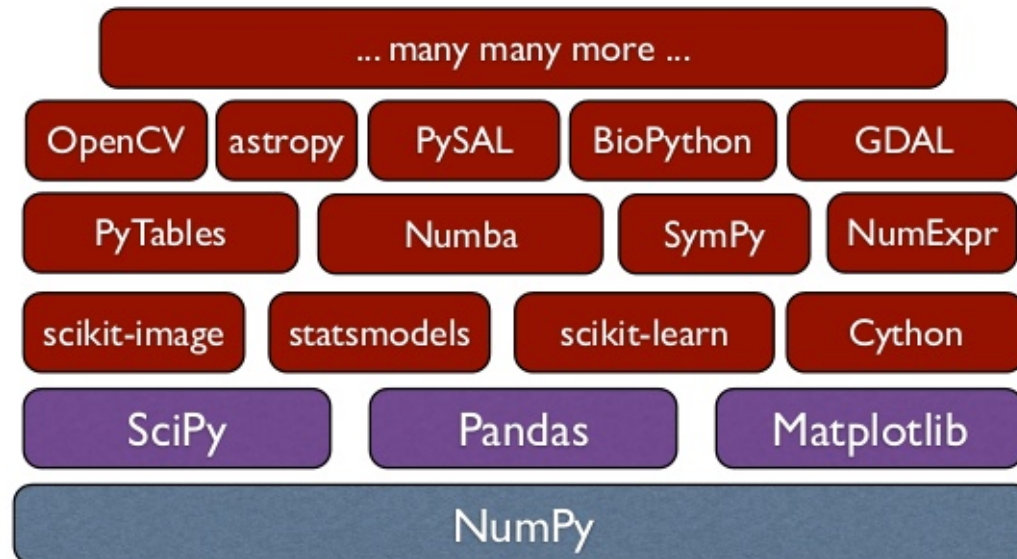 ... many many more ...
OpenCV astropy PySAL BioPython GDAL
PyTables Numba SymPy NumExpr
scikit-image statsmodels scikit-learn Cython
SciPy Pandas Matplotlib
NumPy